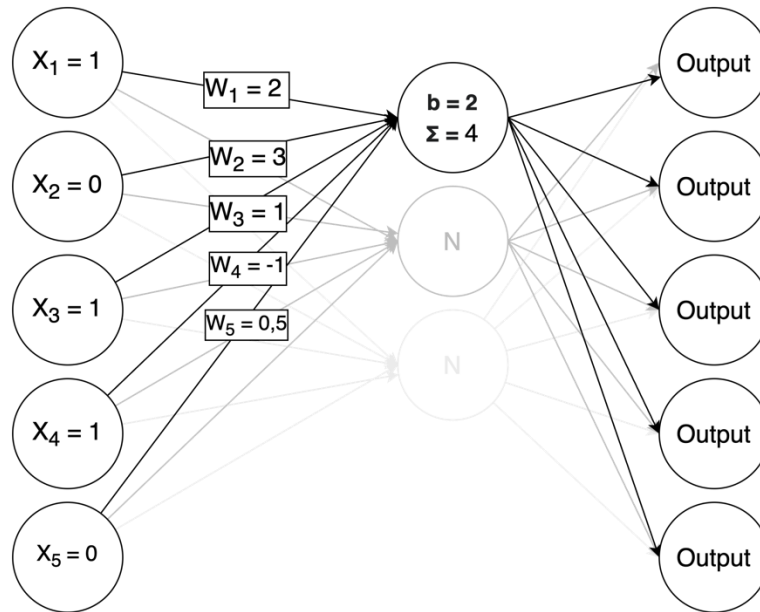 X₁ = 1
X₂ = 0
X₃ = 1
X₄ = 1
X₅ = 0
W₁ = 2
W₂ = 3
W₃ = 1
W₄ = -1
W₅ = 0,5
b = 2
Σ = 4
N
N
Output
Output
Output
Output
Output